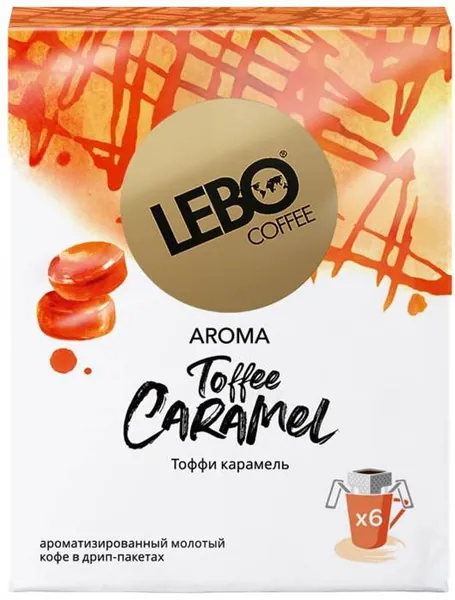 LEBO®
COFFEE
AROMA
Toffee
CARAMEL
Тоффи карамель
x6
ароматизированный молотый
кофе в дрип-пакетах